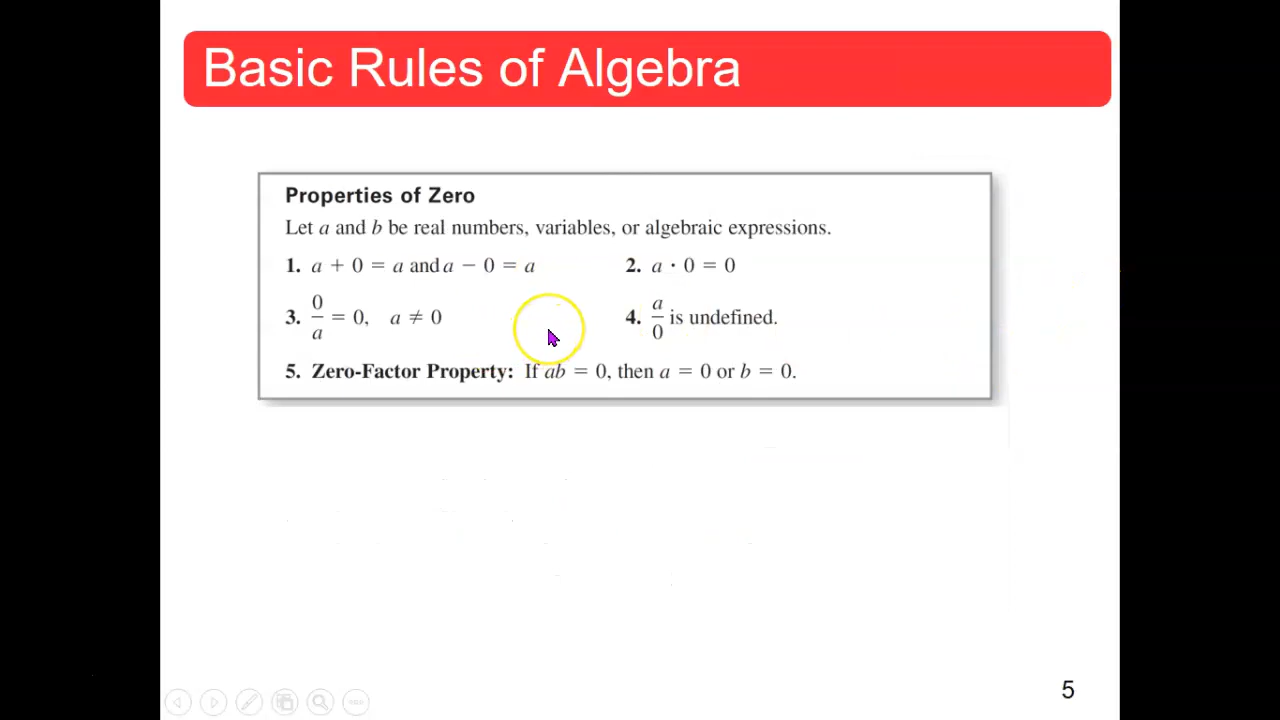 Basic Rules of Algebra
Properties of Zero
Let a and b be real numbers, variables, or algebraic expressions.
1. a + 0 = a and a − 0 = a 2. a · 0 = 0
3. 0/a = 0, a ≠ 0 4. a/0 is undefined.
5. Zero-Factor Property: If ab = 0, then a = 0 or b = 0.
5